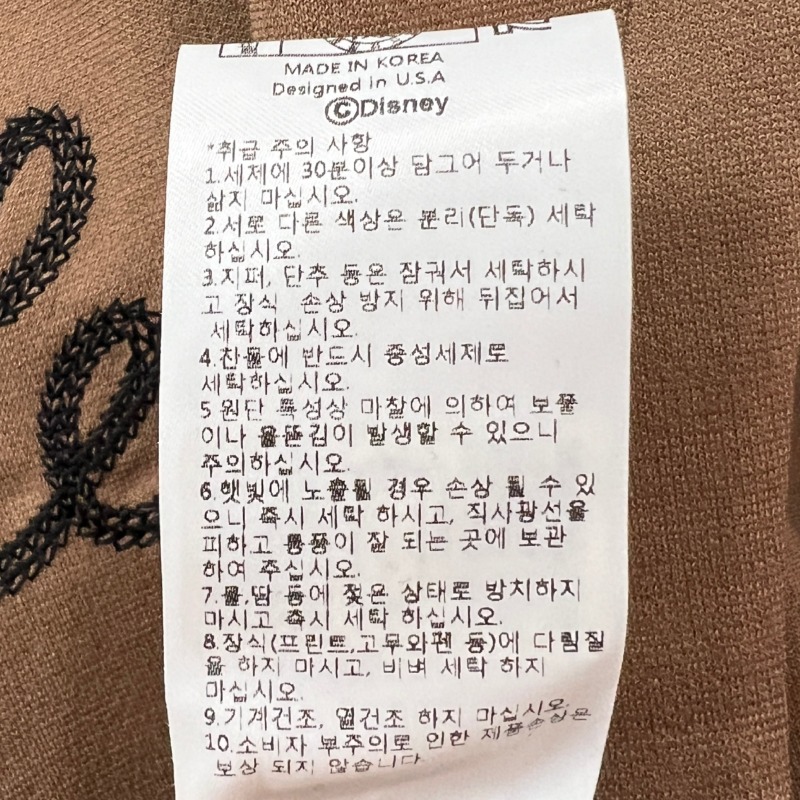 MADE IN KOREA
Designed in U.S.A
©Disney
*취급 주의 사항
1.세제에 30분이상 담그어 두거나
삶지 마십시오.
2.서로 다른 색상은 분리(단독) 세탁
하십시오.
3.지퍼, 단추 등은 잠궈서 세탁하시
고 장식 손상 방지 위해 뒤집어서
세탁하십시오.
4.찬물에 반드시 중성세제로
세탁하십시오.
5 원단 특성상 마찰에 의하여 보풀
이나 올뜯김이 발생할 수 있으니
주의하십시오.
6.햇빛에 노출될 경우 손상 될 수 있
으니 즉시 세탁 하시고, 직사광선을
피하고 통풍이 잘 되는 곳에 보관
하여 주십시오.
7.물,땀 등에 젖은 상태로 방치하지
마시고 즉시 세탁 하십시오.
8.장식(프린트,고무와펜 등)에 다림질
을 하지 마시고, 비벼 세탁 하지
마십시오.
9.기계건조, 열건조 하지 마십시오.
10.소비자 부주의로 인한 제품손상은
보상 되지 않습니다